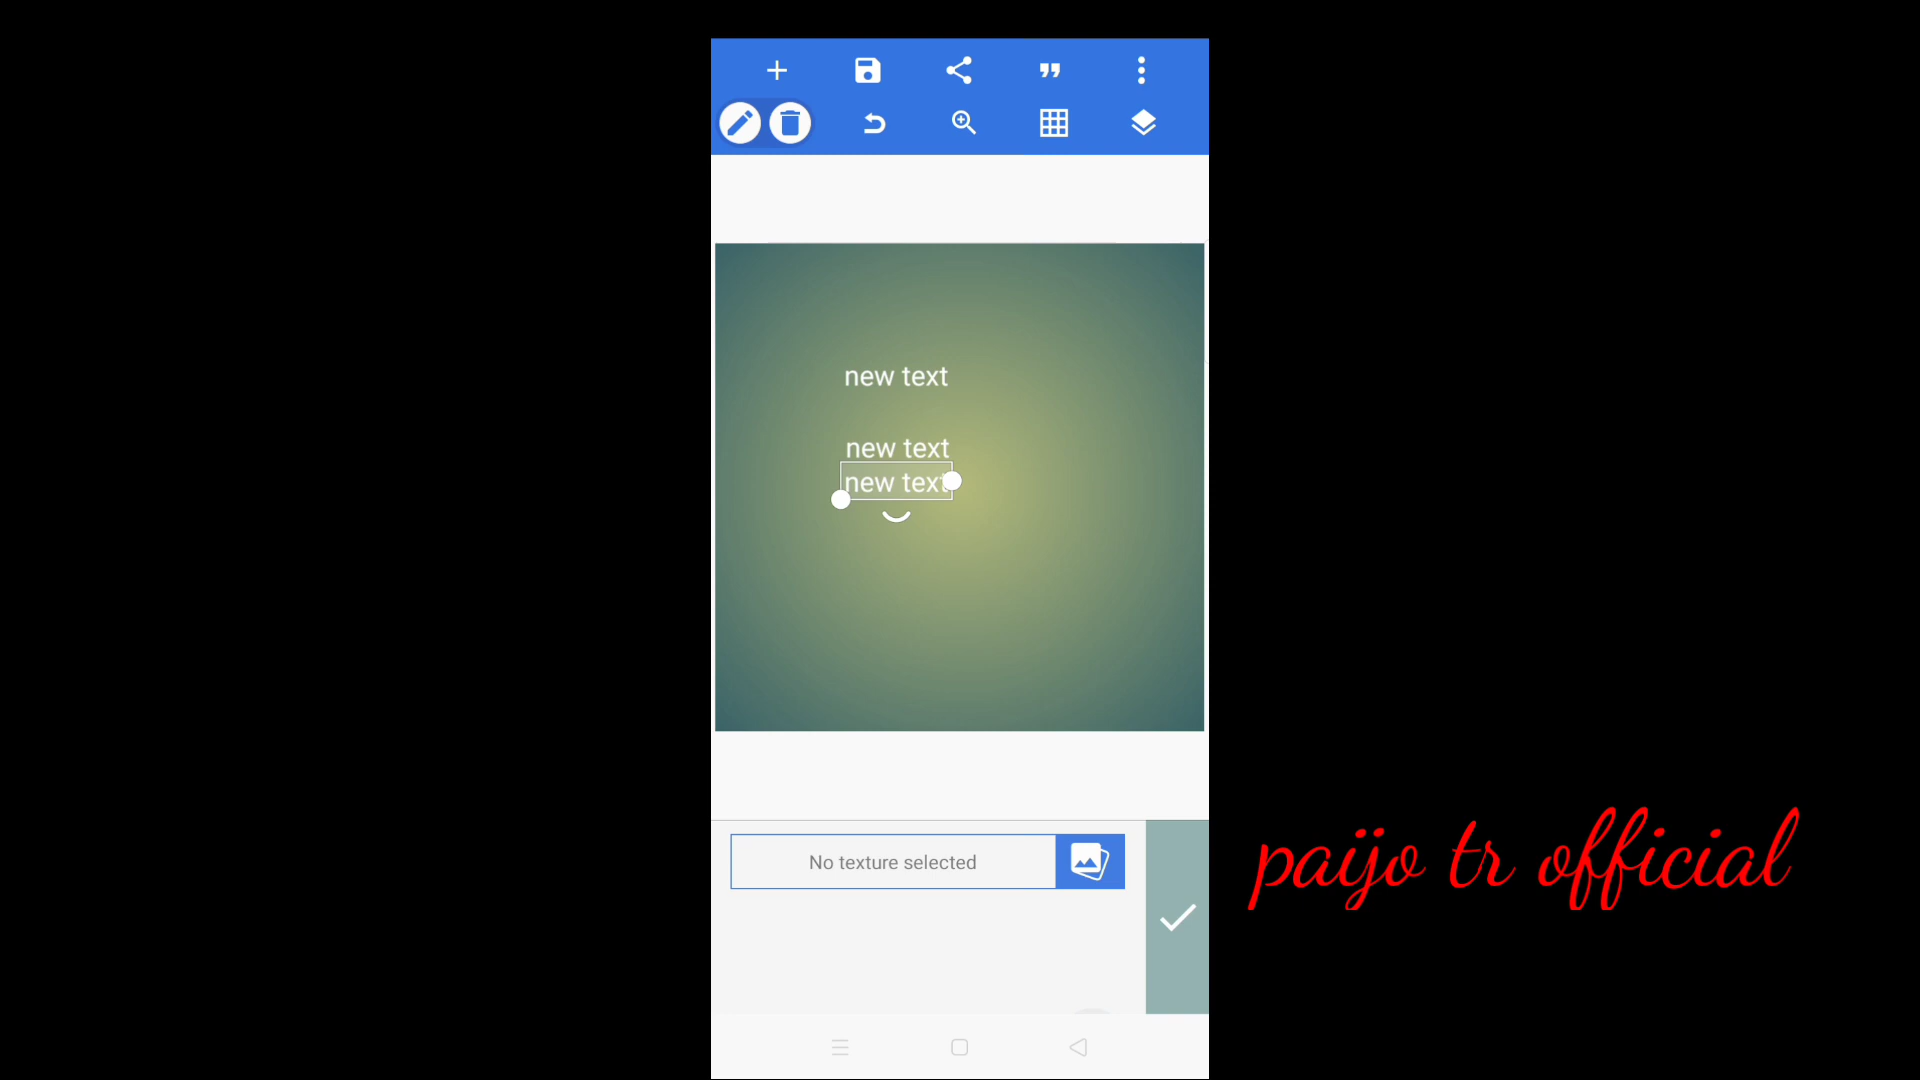 new text
new text
new text
No texture selected
paijo tr official